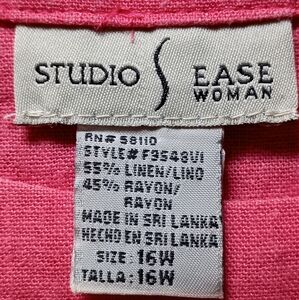 STUDIO S EASE
WOMAN
RN# 58110
STYLE# F9548VI
55% LINEN/LINO
45% RAYON/
RAYON
MADE IN SRI LANKA
HECHO EN SRI LANKA
SIZE: 16W
TALLA: 16W